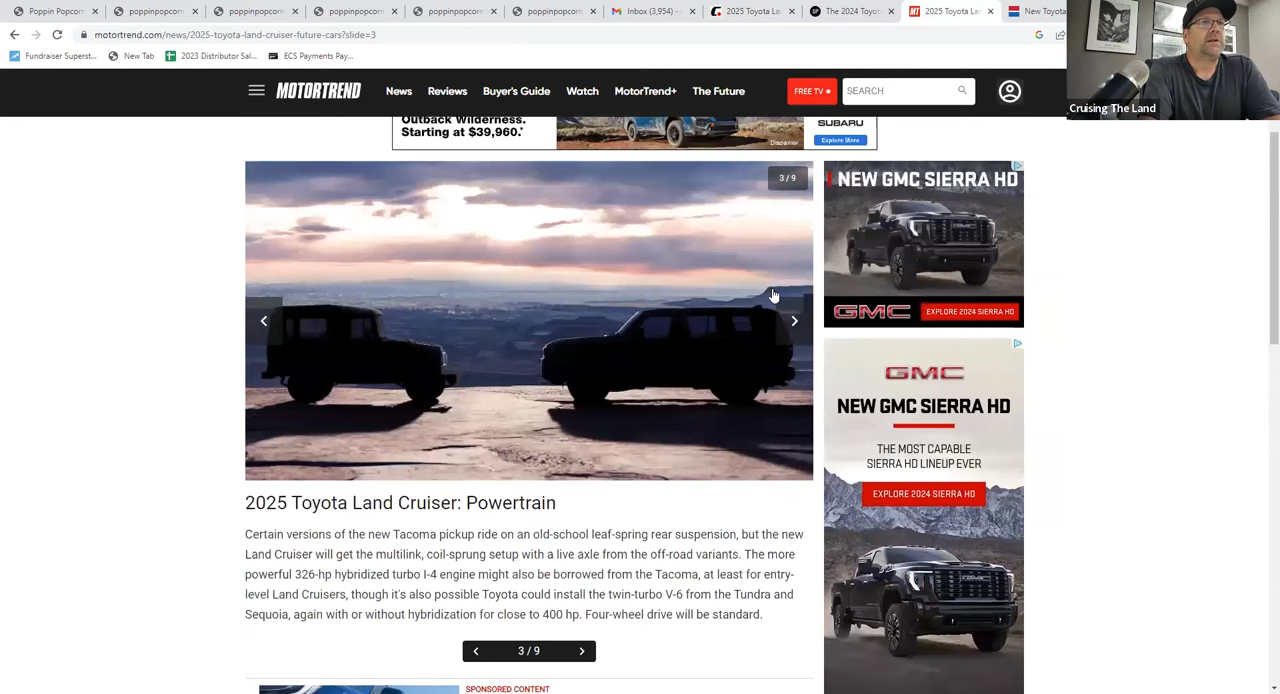 Poppin Popcorn
poppinpopcorn.
poppinpopcorn.
poppinpopcorn.
poppinpopcorn.
poppinpopcorn.
Inbox (3,954) -
2025 Toyota La
The 2024 Toyot
2025 Toyota La
New Toyot
motortrend.com/news/2025-toyota-land-cruiser-future-cars?slide=3
Fundraiser Superst...
New Tab
2023 Distributor Sal...
ECS Payments Pay...
Cruising The Land
MOTORTREND
News
Reviews
Buyer's Guide
Watch
MotorTrend+
The Future
FREE TV
SEARCH
Outback Wilderness.
Starting at $39,960.*
Disclaimer
SUBARU
Explore More
3 / 9
NEW GMC SIERRA HD
GMC
EXPLORE 2024 SIERRA HD
GMC
NEW GMC SIERRA HD
THE MOST CAPABLE
SIERRA HD LINEUP EVER
EXPLORE 2024 SIERRA HD
2025 Toyota Land Cruiser: Powertrain
Certain versions of the new Tacoma pickup ride on an old-school leaf-spring rear suspension, but the new
Land Cruiser will get the multilink, coil-sprung setup with a live axle from the off-road variants. The more
powerful 326-hp hybridized turbo I-4 engine might also be borrowed from the Tacoma, at least for entry-
level Land Cruisers, though it's also possible Toyota could install the twin-turbo V-6 from the Tundra and
Sequoia, again with or without hybridization for close to 400 hp. Four-wheel drive will be standard.
3 / 9
SPONSORED CONTENT